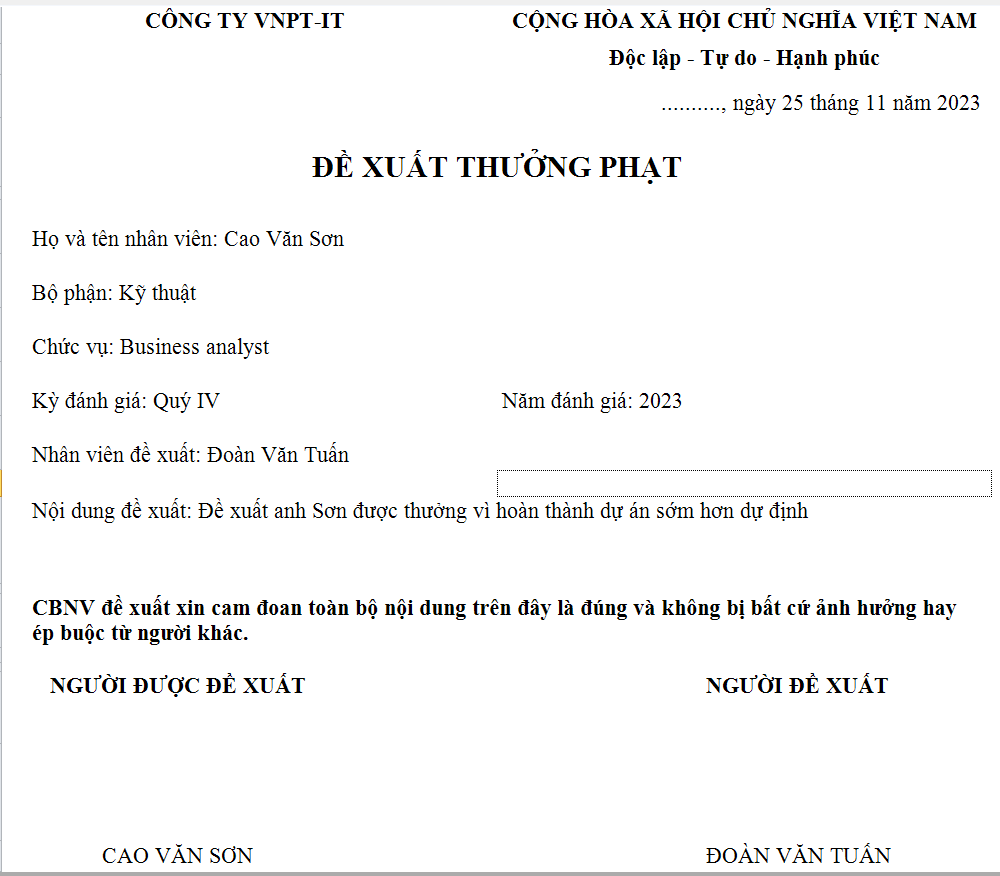 CÔNG TY VNPT-IT CỘNG HÒA XÃ HỘI CHỦ NGHĨA VIỆT NAM
Độc lập - Tự do - Hạnh phúc
.........., ngày 25 tháng 11 năm 2023
ĐỀ XUẤT THƯỞNG PHẠT
Họ và tên nhân viên: Cao Văn Sơn
Bộ phận: Kỹ thuật
Chức vụ: Business analyst
Kỳ đánh giá: Quý IV Năm đánh giá: 2023
Nhân viên đề xuất: Đoàn Văn Tuấn
Nội dung đề xuất: Đề xuất anh Sơn được thưởng vì hoàn thành dự án sớm hơn dự định
CBNV đề xuất xin cam đoan toàn bộ nội dung trên đây là đúng và không bị bất cứ ảnh hưởng hay
ép buộc từ người khác.
NGƯỜI ĐƯỢC ĐỀ XUẤT NGƯỜI ĐỀ XUẤT
CAO VĂN SƠN ĐOÀN VĂN TUẤN